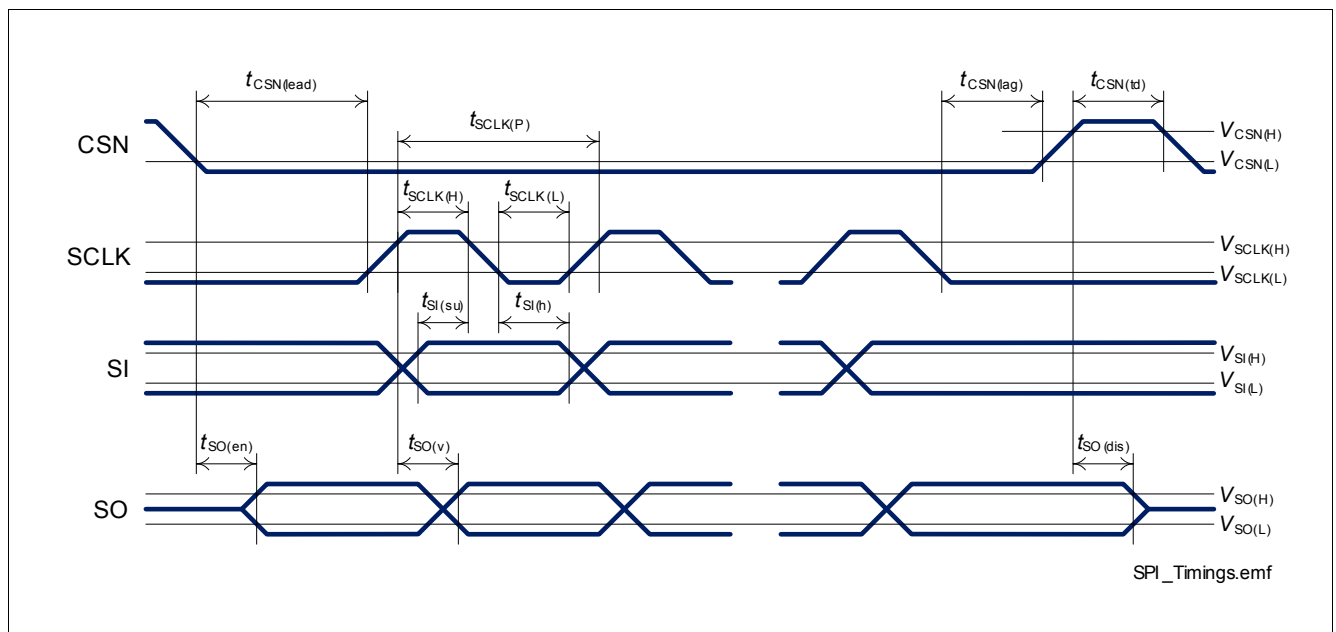 tCSN(lead)
tCSN(lag)
tCSN(td)
tSCLK(P)
CSN
VCSN(H)
VCSN(L)
tSCLK(H)
tSCLK(L)
SCLK
VSCLK(H)
VSCLK(L)
tSI(su)
tSI(h)
SI
VSI(H)
VSI(L)
tSO(en)
tSO(v)
tSO(dis)
SO
VSO(H)
VSO(L)
SPI_Timings.emf